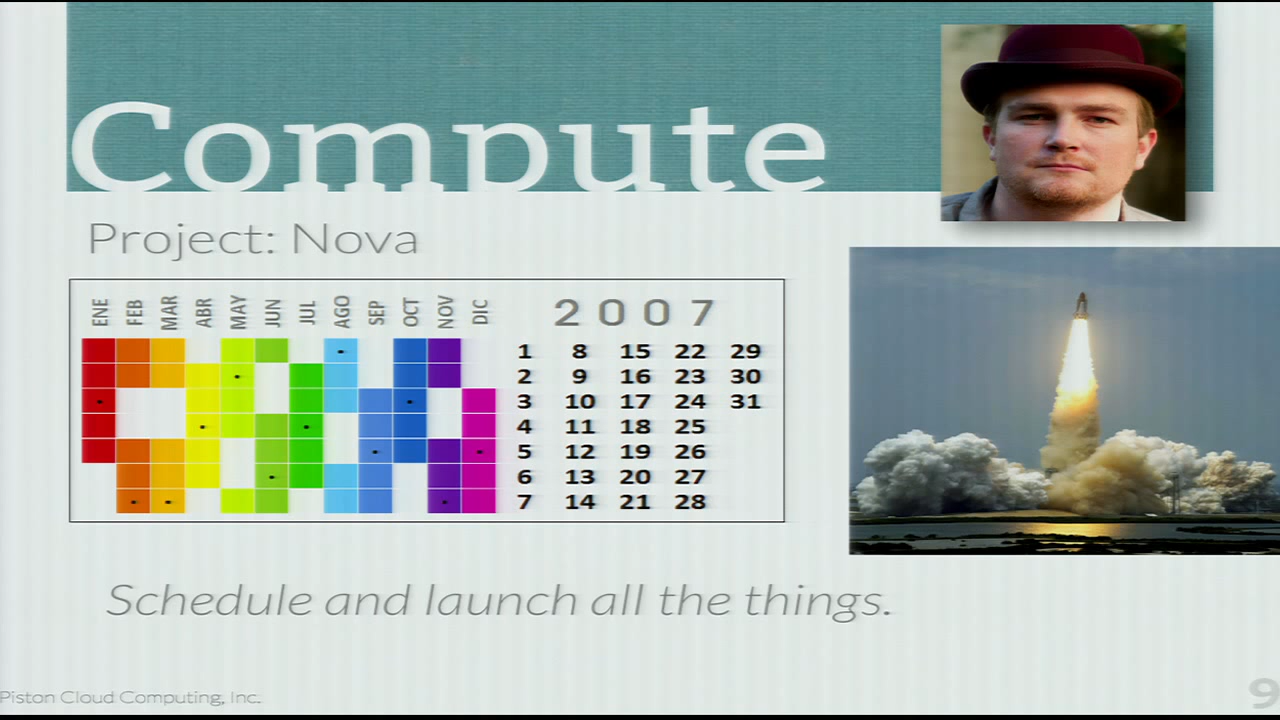 Compute
Project: Nova
ENE FEB MAR ABR MAY JUN JUL AGO SEP OCT NOV DIC
2007
1 8 15 22 29
2 9 16 23 30
3 10 17 24 31
4 11 18 25
5 12 19 26
6 13 20 27
7 14 21 28
Schedule and launch all the things.
Piston Cloud Computing, Inc.
9